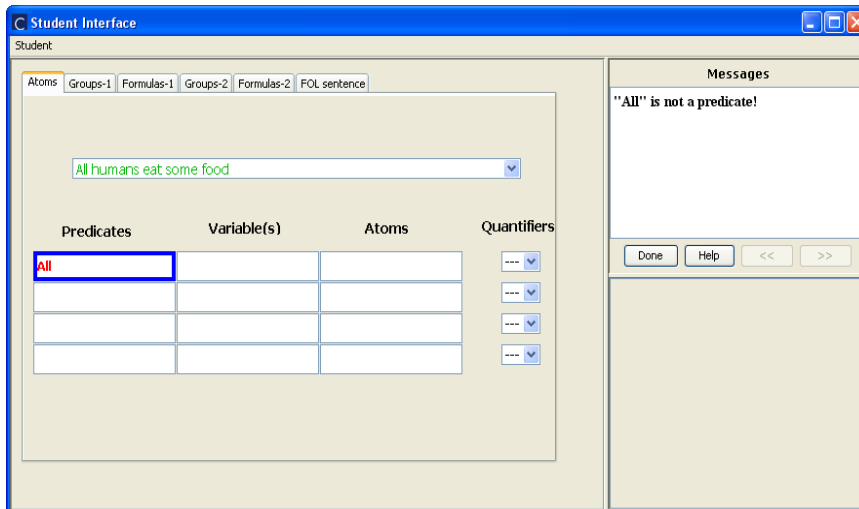 Student Interface
Student
Atoms Groups-1 Formulas-1 Groups-2 Formulas-2 FOL sentence
All humans eat some food
Predicates Variable(s) Atoms Quantifiers
All ---
---
---
---
Messages
"All" is not a predicate!
Done Help << >>